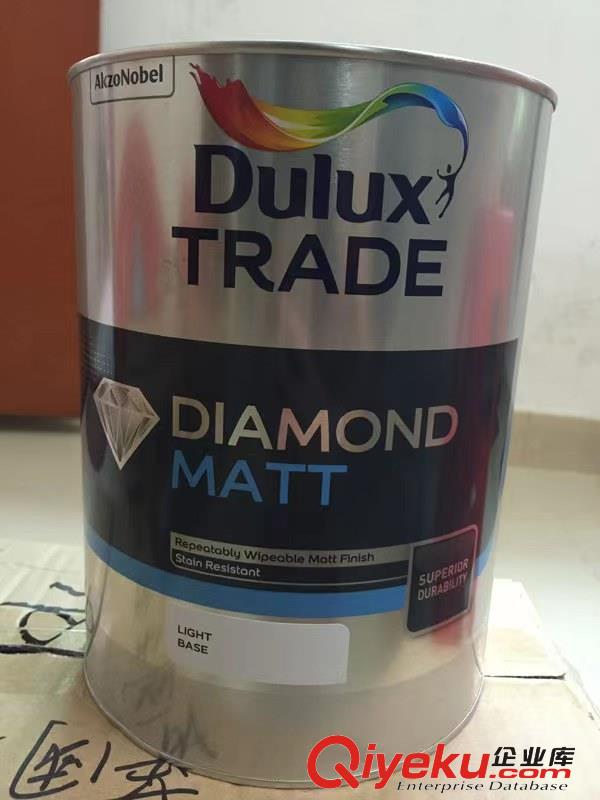 AkzoNobel
Dulux
TRADE
DIAMOND
MATT
Repeatably Wipeable Matt Finish
Stain Resistant
SUPERIOR
DURABILITY
LIGHT
BASE
Qiyeku企业库
Enterprise Database